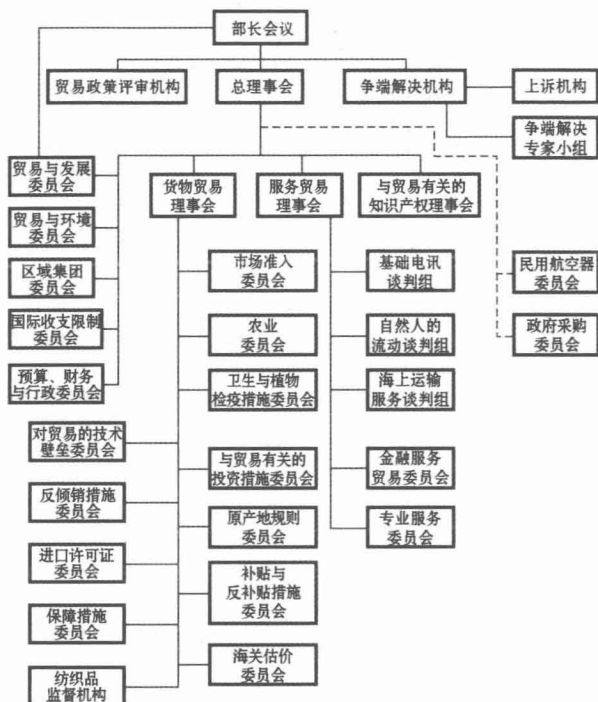 部长会议
贸易政策评审机构
总理事会
争端解决机构
上诉机构
争端解决
专家小组
贸易与发展
委员会
货物贸易
理事会
服务贸易
理事会
与贸易有关的
知识产权理事会
贸易与环境
委员会
区域集团
委员会
国际收支限制
委员会
预算、财务
与行政委员会
市场准入
委员会
农业
委员会
卫生与植物
检疫措施委员会
与贸易有关的
投资措施委员会
原产地规则
委员会
补贴与
反补贴措施
委员会
海关估价
委员会
对贸易的技术
壁垒委员会
反倾销措施
委员会
进口许可证
委员会
保障措施
委员会
纺织品
监督机构
基础电讯
谈判组
自然人的
流动谈判组
海上运输
服务谈判组
金融服务
贸易委员会
专业服务
委员会
民用航空器
委员会
政府采购
委员会